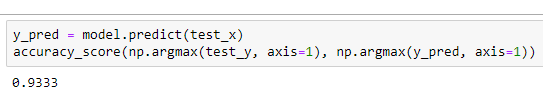 y_pred = model.predict(test_x)
accuracy_score(np.argmax(test_y, axis=1), np.argmax(y_pred, axis=1))
0.9333